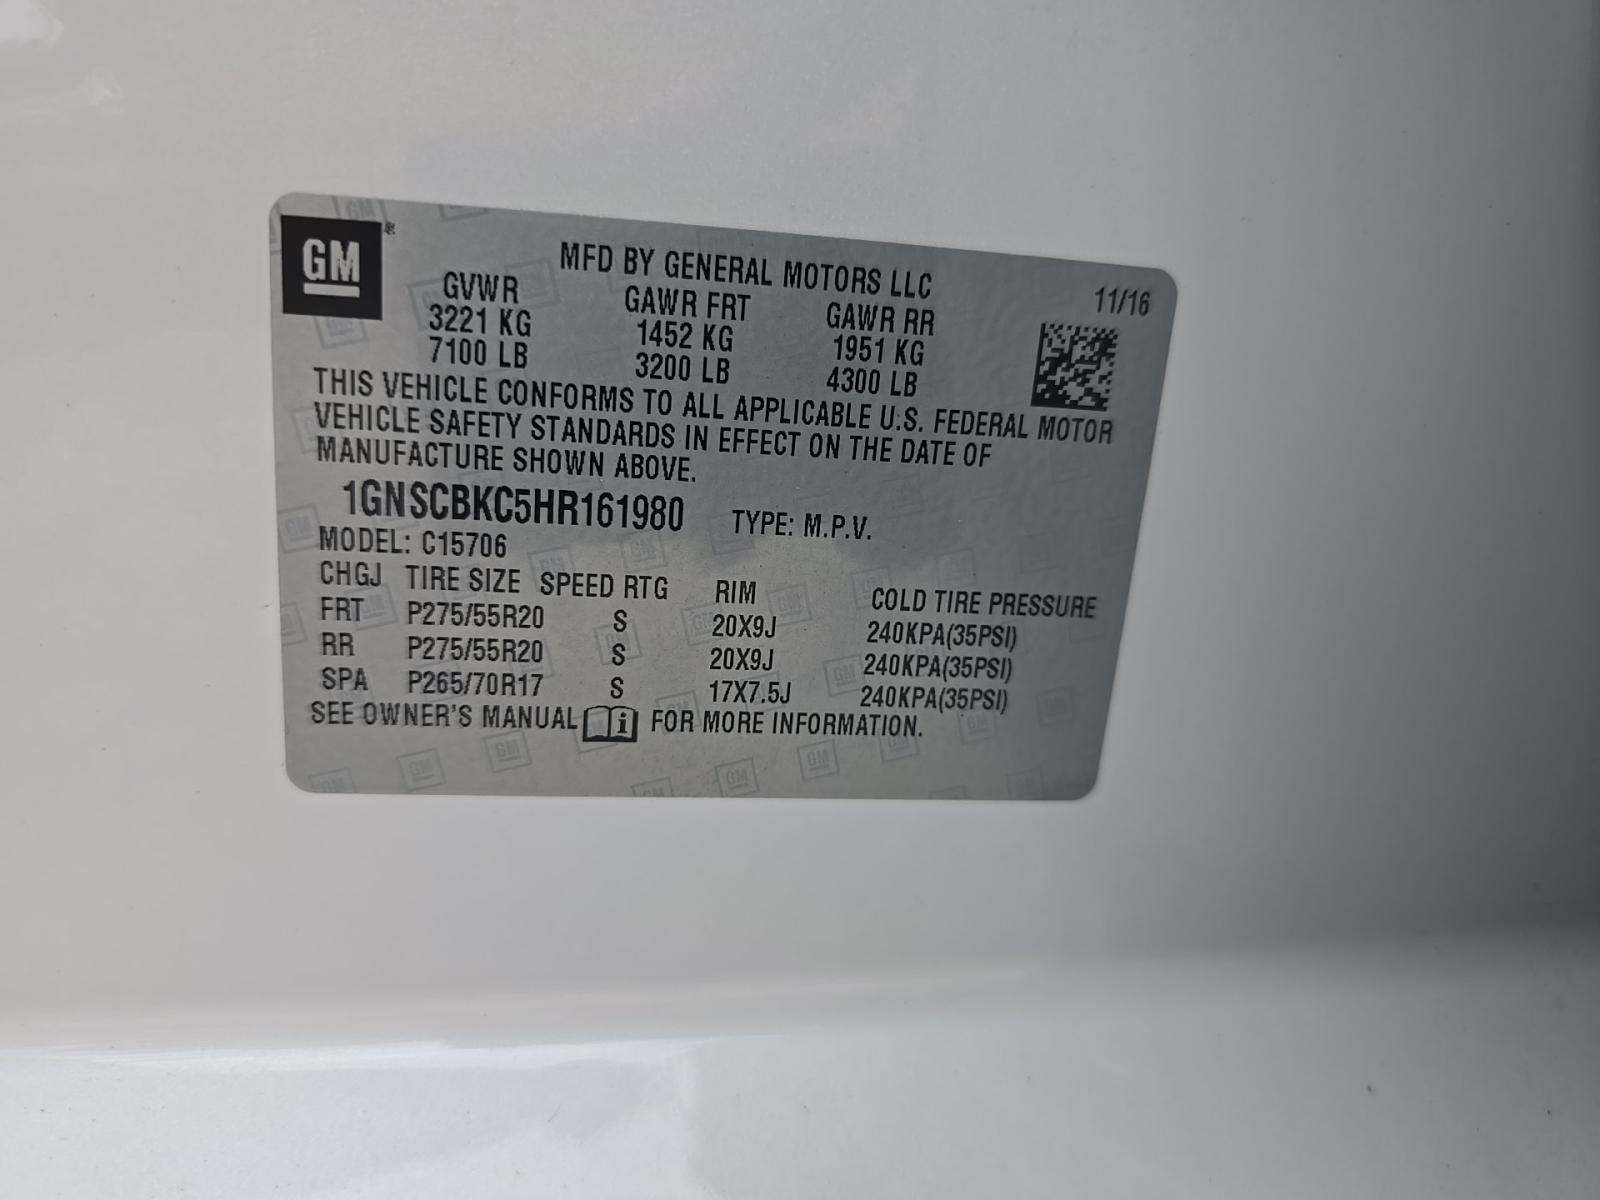 GM
MFD BY GENERAL MOTORS LLC
11/16
GVWR GAWR FRT GAWR RR
3221 KG 1452 KG 1951 KG
7100 LB 3200 LB 4300 LB
THIS VEHICLE CONFORMS TO ALL APPLICABLE U.S. FEDERAL MOTOR
VEHICLE SAFETY STANDARDS IN EFFECT ON THE DATE OF
MANUFACTURE SHOWN ABOVE.
1GNSCBKC5HR161980 TYPE: M.P.V.
MODEL: C15706
CHGJ TIRE SIZE SPEED RTG RIM COLD TIRE PRESSURE
FRT P275/55R20 S 20X9J 240KPA(35PSI)
RR P275/55R20 S 20X9J 240KPA(35PSI)
SPA P265/70R17 S 17X7.5J 240KPA(35PSI)
SEE OWNER'S MANUAL i FOR MORE INFORMATION.